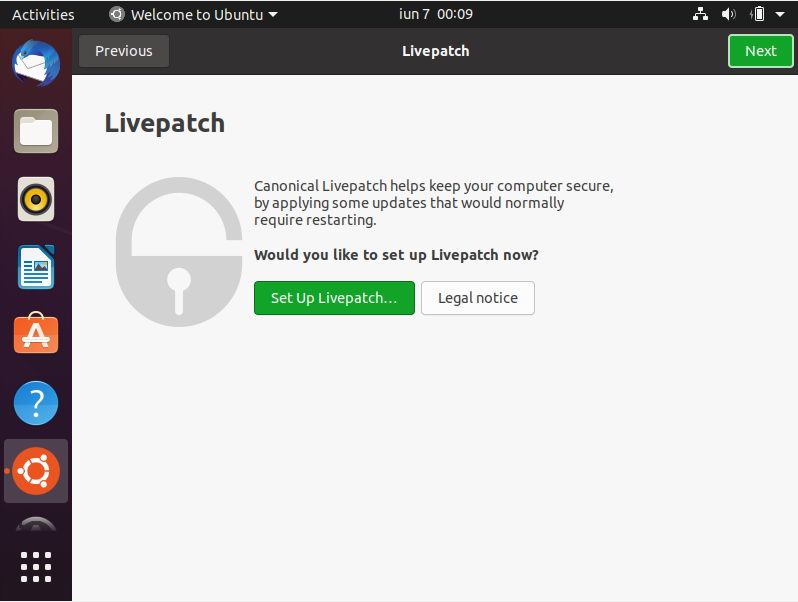 Activities Welcome to Ubuntu iun 7 00:09
Previous Livepatch Next
Livepatch
Canonical Livepatch helps keep your computer secure,
by applying some updates that would normally
require restarting.
Would you like to set up Livepatch now?
Set Up Livepatch… Legal notice